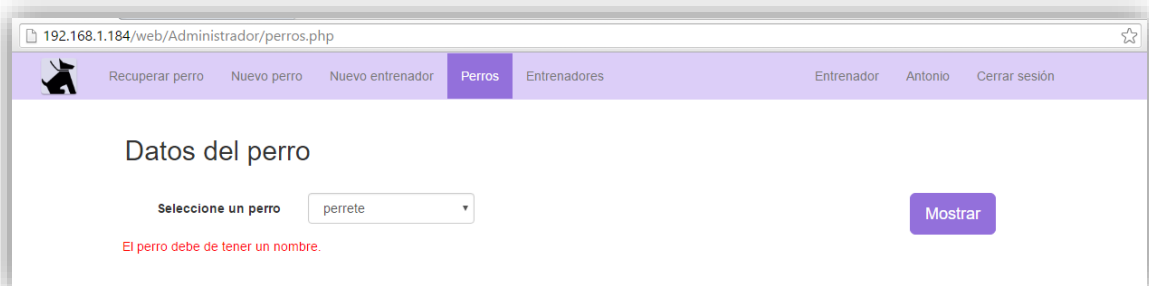 192.168.1.184/web/Administrador/perros.php
Recuperar perro Nuevo perro Nuevo entrenador Perros Entrenadores Entrenador Antonio Cerrar sesión
Datos del perro
Seleccione un perro perrete Mostrar
El perro debe de tener un nombre.